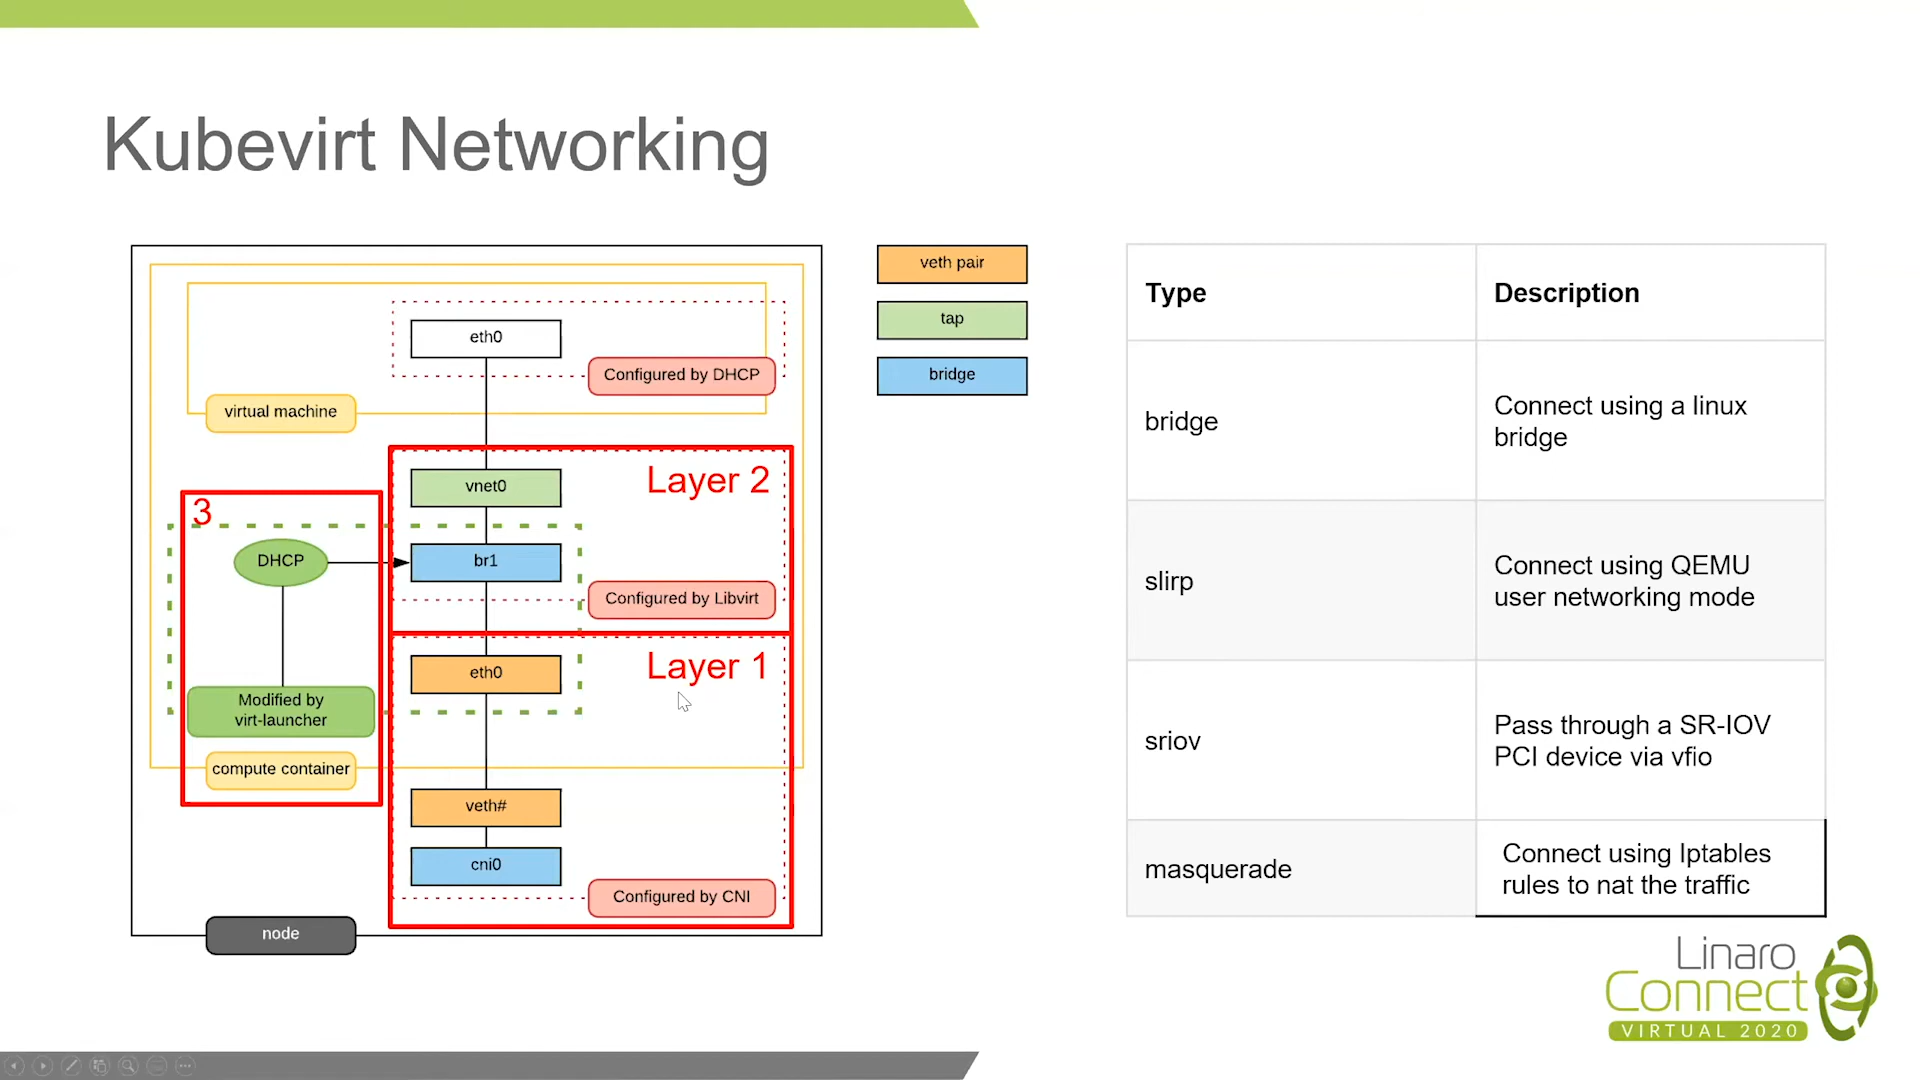 Kubevirt Networking
eth0
Configured by DHCP
virtual machine
Layer 2
vnet0
3
DHCP
br1
Configured by Libvirt
Layer 1
eth0
Modified by
virt-launcher
compute container
veth#
cni0
Configured by CNI
node
veth pair
tap
bridge
Type
Description
bridge
Connect using a linux
bridge
slirp
Connect using QEMU
user networking mode
sriov
Pass through a SR-IOV
PCI device via vfio
masquerade
Connect using Iptables
rules to nat the traffic
Linaro
Connect
VIRTUAL 2020